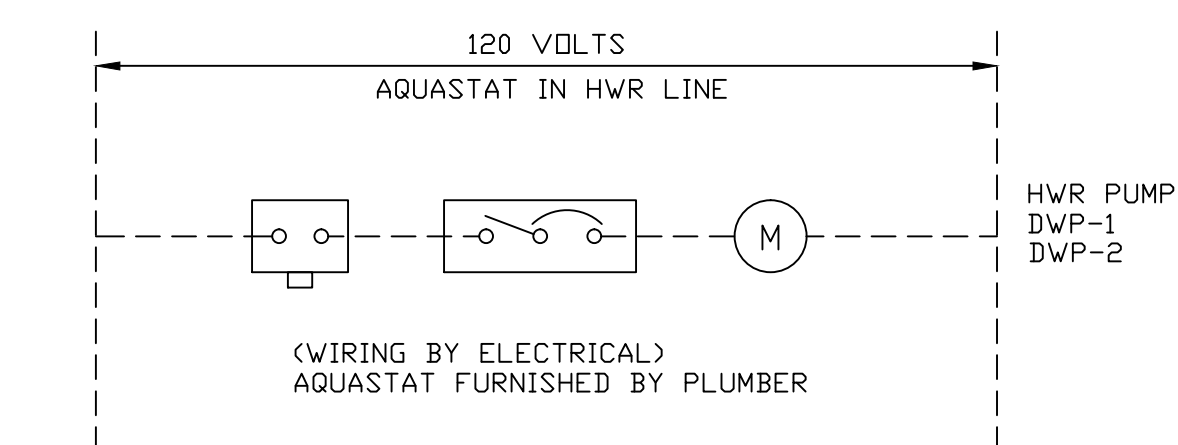 120 VOLTS
AQUASTAT IN HWR LINE
HWR PUMP
DWP-1
DWP-2
M
(WIRING BY ELECTRICAL)
AQUASTAT FURNISHED BY PLUMBER